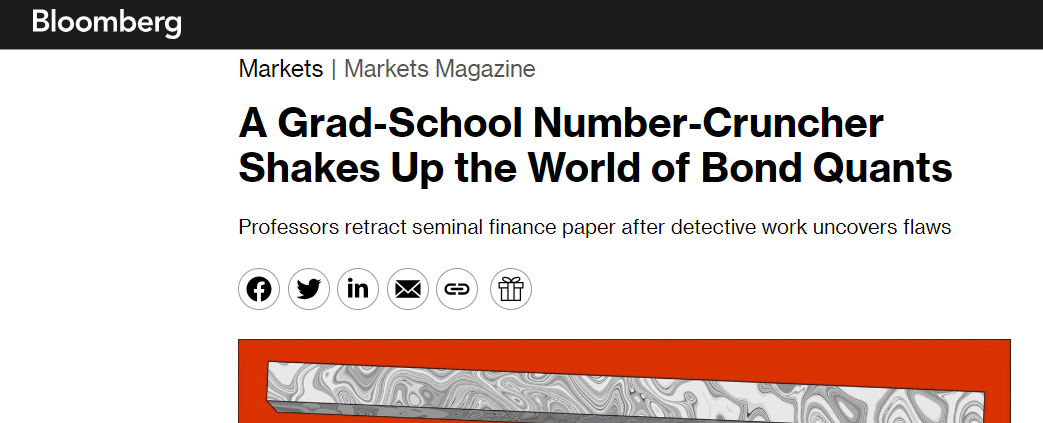 Bloomberg
Markets | Markets Magazine
A Grad-School Number-Cruncher
Shakes Up the World of Bond Quants
Professors retract seminal finance paper after detective work uncovers flaws
in